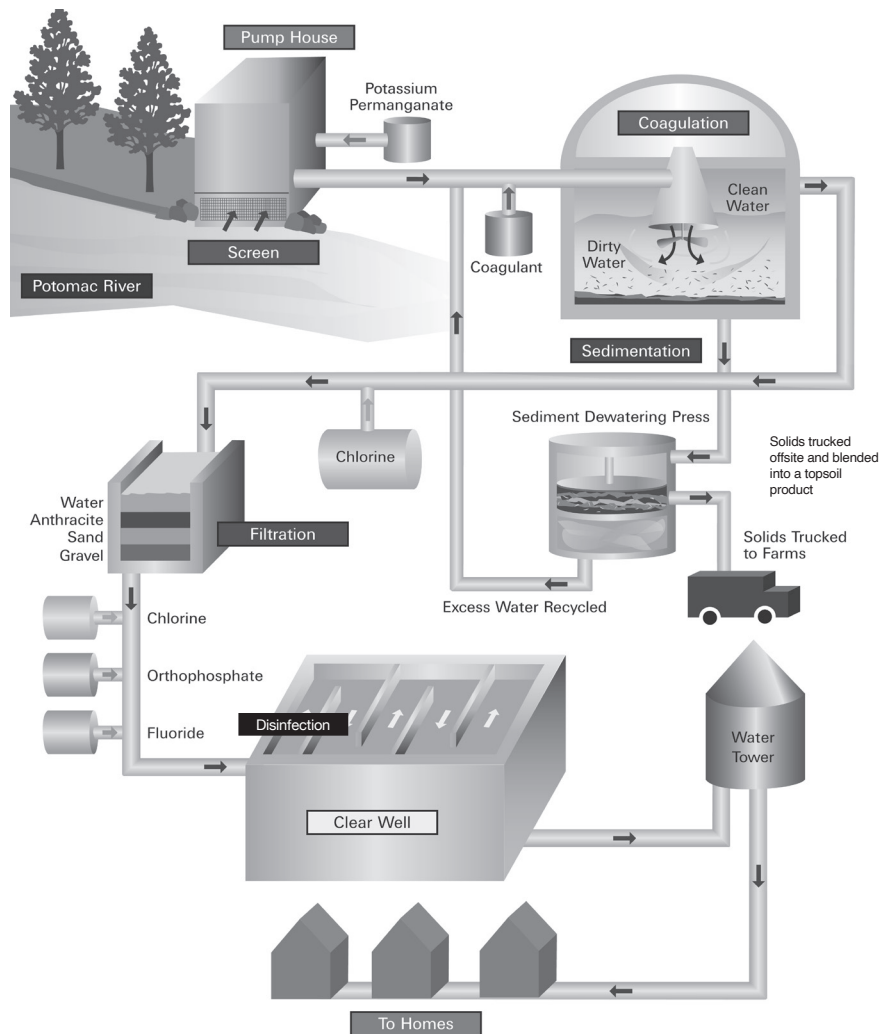 Pump House
Potassium
Permanganate
Coagulation
Clean
Water
Dirty
Water
Screen
Coagulant
Potomac River
Sedimentation
Sediment Dewatering Press
Chlorine
Solids trucked
offsite and blended
into a topsoil
product
Water
Anthracite
Sand
Gravel
Filtration
Solids Trucked
to Farms
Excess Water Recycled
Chlorine
Orthophosphate
Fluoride
Disinfection
Water
Tower
Clear Well
To Homes